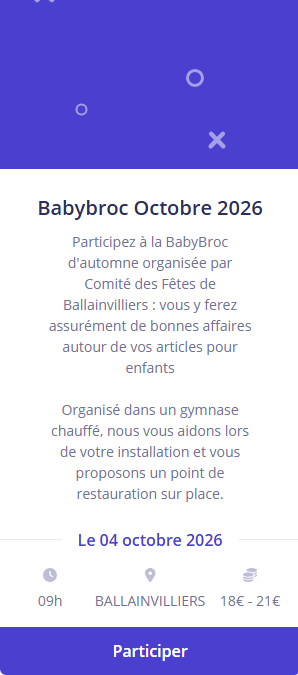 Babybroc Octobre 2026
Participez à la BabyBroc
d'automne organisée par
Comité des Fêtes de
Ballainvilliers : vous y ferez
assurément de bonnes affaires
autour de vos articles pour
enfants
Organisé dans un gymnase
chauffé, nous vous aidons lors
de votre installation et vous
proposons un point de
restauration sur place.
Le 04 octobre 2026
09h BALLAINVILLIERS 18€ - 21€
Participer